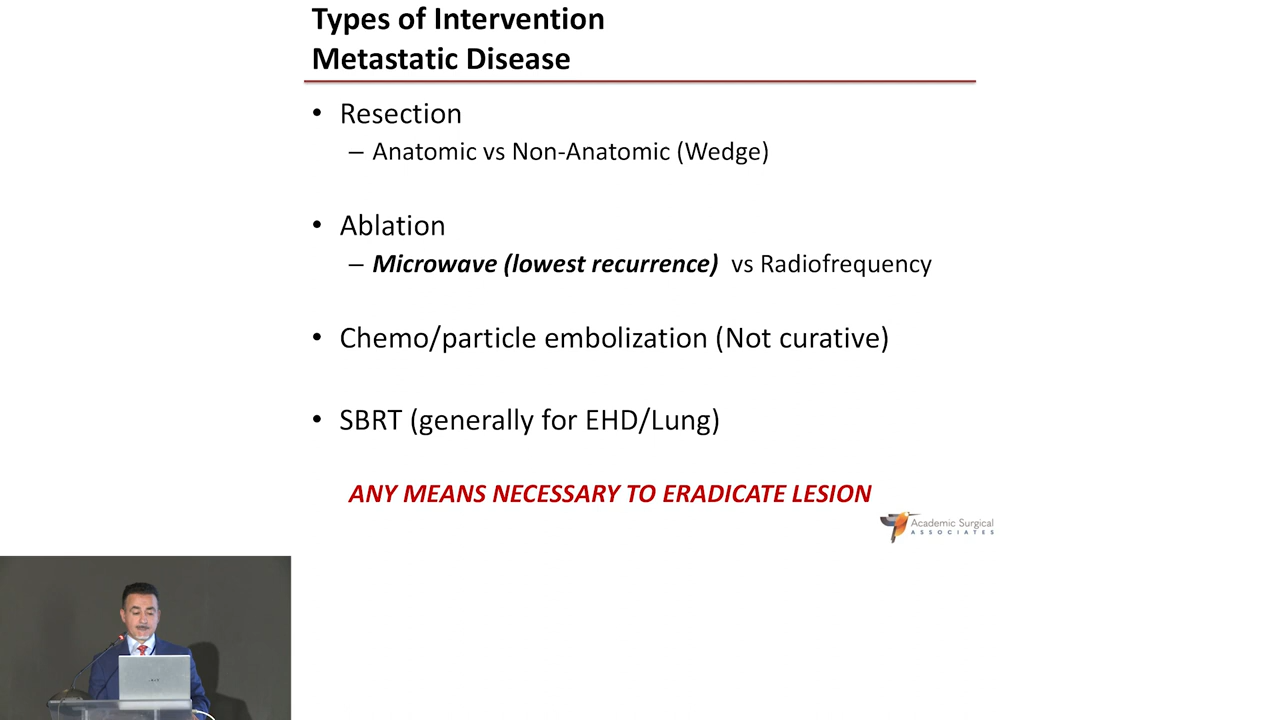 Types of Intervention
Metastatic Disease
• Resection
– Anatomic vs Non-Anatomic (Wedge)
• Ablation
– Microwave (lowest recurrence) vs Radiofrequency
• Chemo/particle embolization (Not curative)
• SBRT (generally for EHD/Lung)
ANY MEANS NECESSARY TO ERADICATE LESION
Academic Surgical
ASSOCIATES